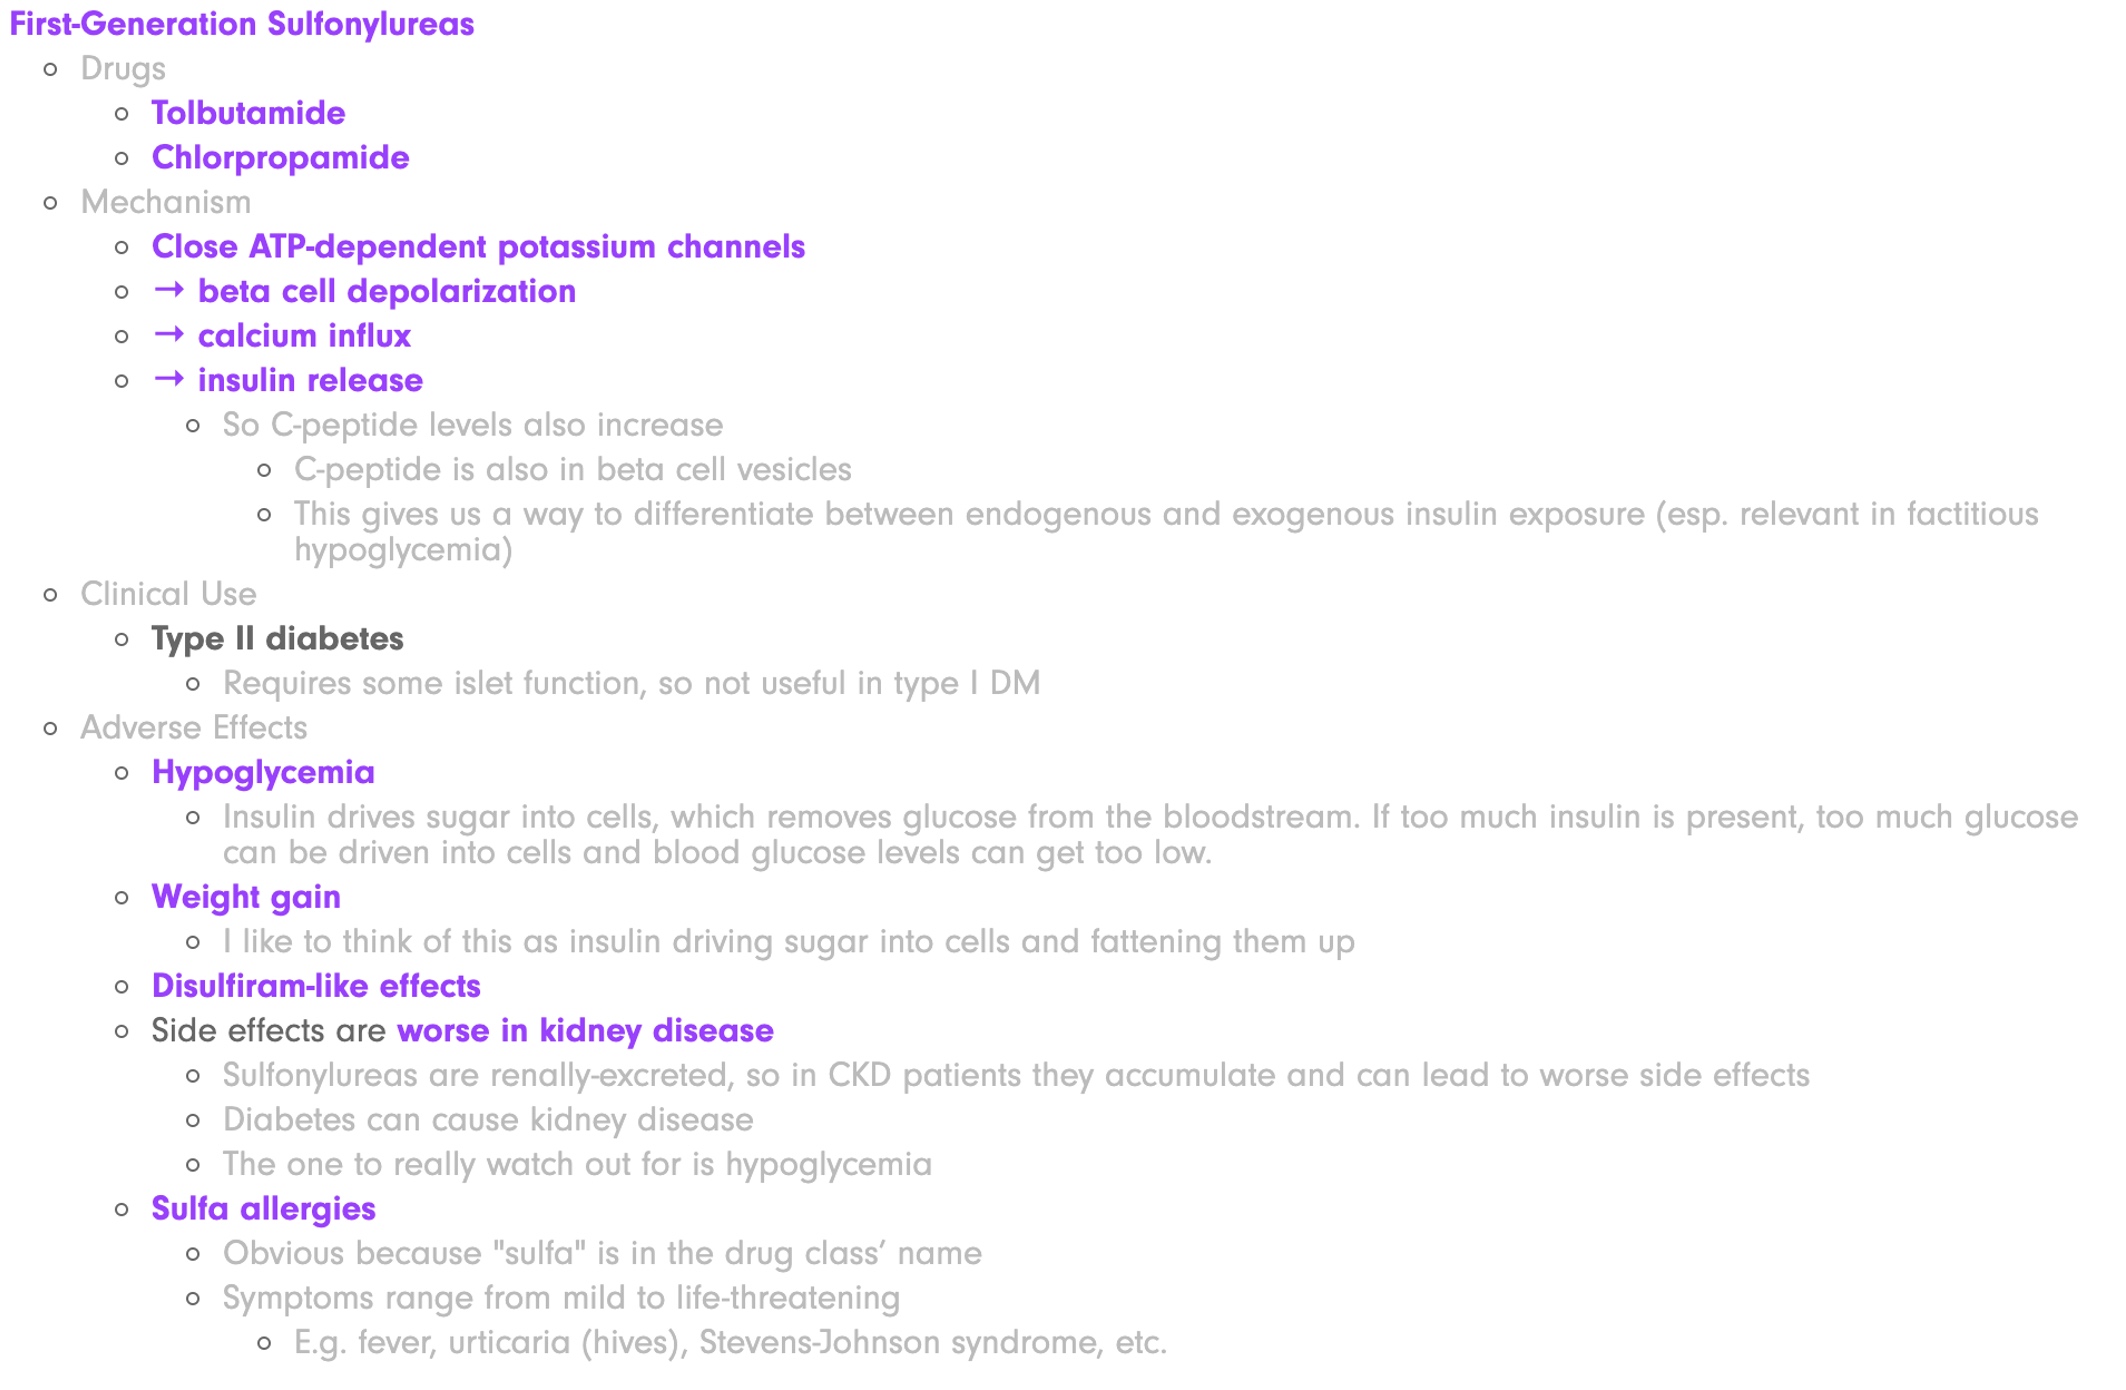 First-Generation Sulfonylureas
Drugs
Tolbutamide
Chlorpropamide
Mechanism
Close ATP-dependent potassium channels
→ beta cell depolarization
→ calcium influx
→ insulin release
So C-peptide levels also increase
C-peptide is also in beta cell vesicles
This gives us a way to differentiate between endogenous and exogenous insulin exposure (esp. relevant in factitious
hypoglycemia)
Clinical Use
Type II diabetes
Requires some islet function, so not useful in type I DM
Adverse Effects
Hypoglycemia
Insulin drives sugar into cells, which removes glucose from the bloodstream. If too much insulin is present, too much glucose
can be driven into cells and blood glucose levels can get too low.
Weight gain
I like to think of this as insulin driving sugar into cells and fattening them up
Disulfiram-like effects
Side effects are worse in kidney disease
Sulfonylureas are renally-excreted, so in CKD patients they accumulate and can lead to worse side effects
Diabetes can cause kidney disease
The one to really watch out for is hypoglycemia
Sulfa allergies
Obvious because "sulfa" is in the drug class’ name
Symptoms range from mild to life-threatening
E.g. fever, urticaria (hives), Stevens-Johnson syndrome, etc.